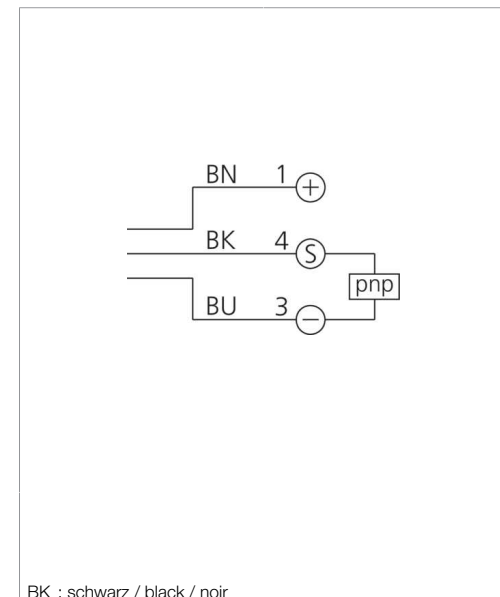 BN 1 +
BK 4 S
pnp
BU 3 −
BK : schwarz / black / noir